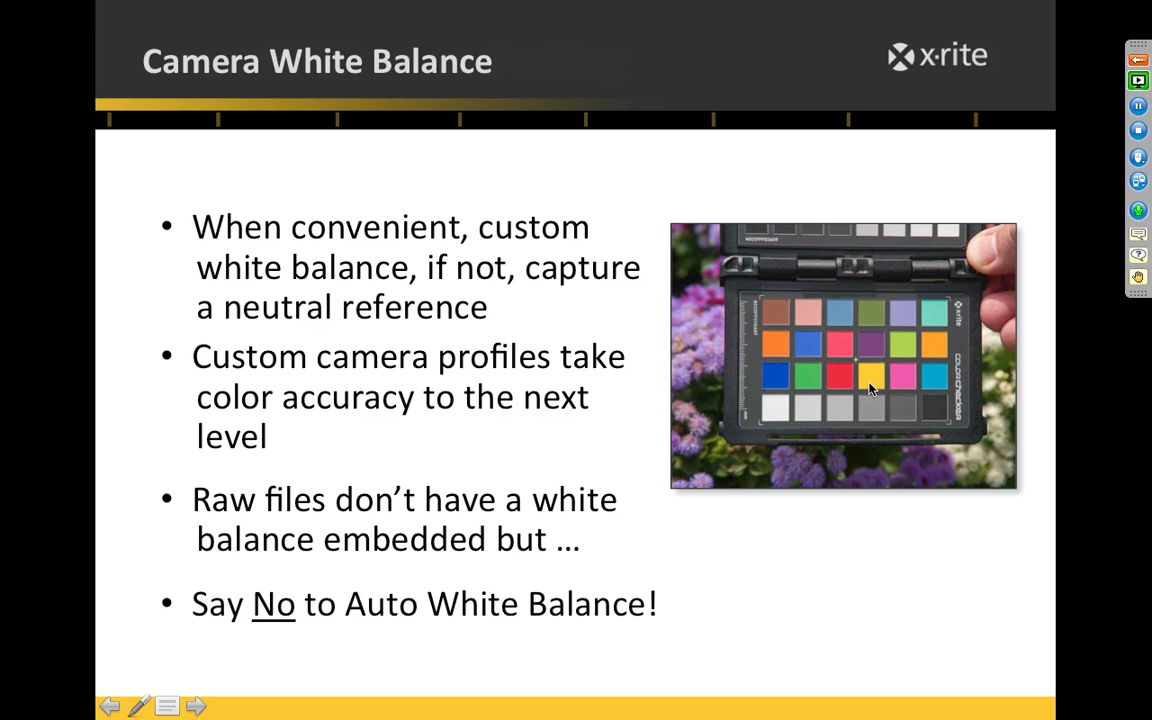 Camera White Balance
x·rite
• When convenient, custom
white balance, if not, capture
a neutral reference
• Custom camera profiles take
color accuracy to the next
level
• Raw files don’t have a white
balance embedded but ...
• Say No to Auto White Balance!
x·rite
colorchecker